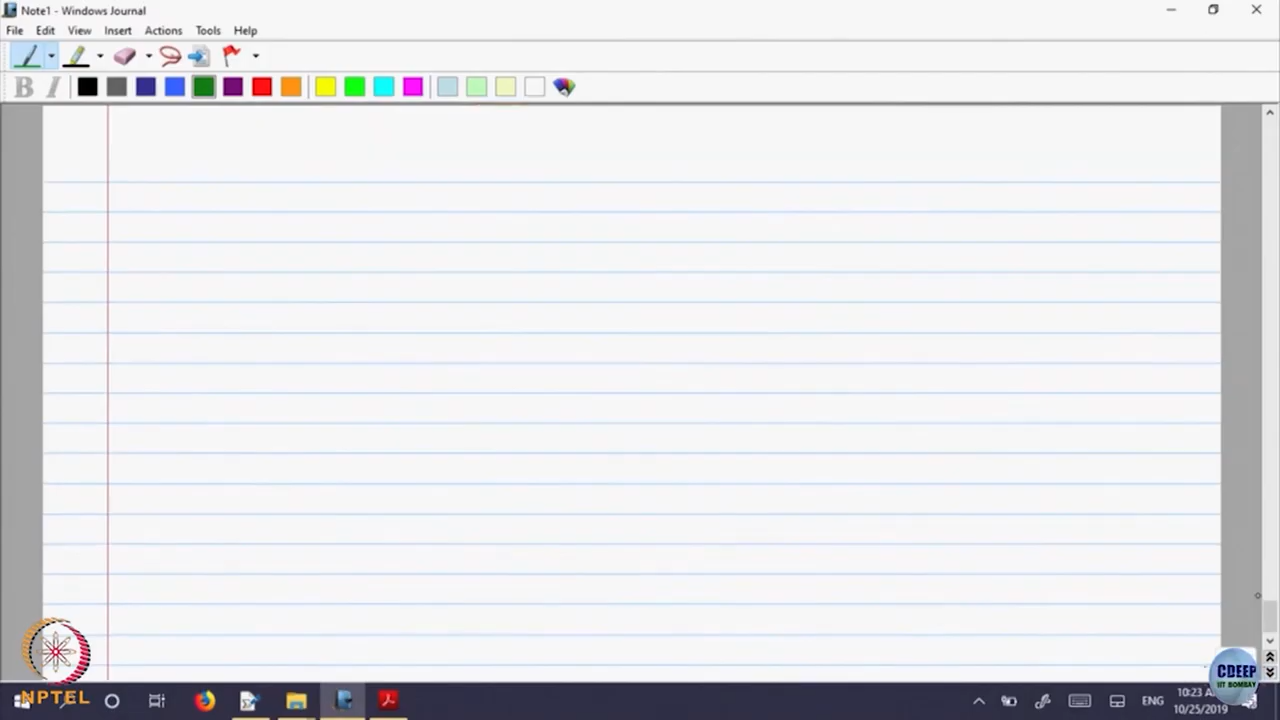 Note1 - Windows Journal
File Edit View Insert Actions Tools Help
B I
NPTEL
CDEEP
IIT BOMBAY
ENG
10:23 A
10/25/2019